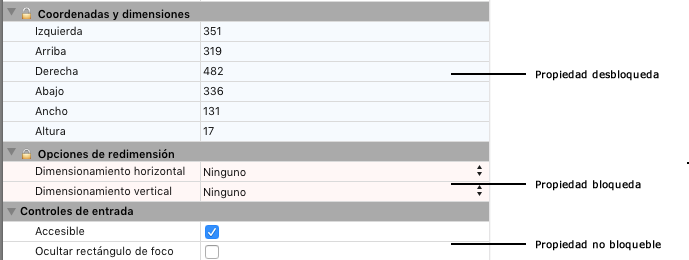 Coordenadas y dimensiones
Izquierda 351
Arriba 319
Derecha 482 Propiedad desbloqueda
Abajo 336
Ancho 131
Altura 17
Opciones de redimensión
Dimensionamiento horizontal Ninguno
Dimensionamiento vertical Ninguno Propiedad bloqueda
Controles de entrada
Accesible
Ocultar rectángulo de foco Propiedad no bloqueble